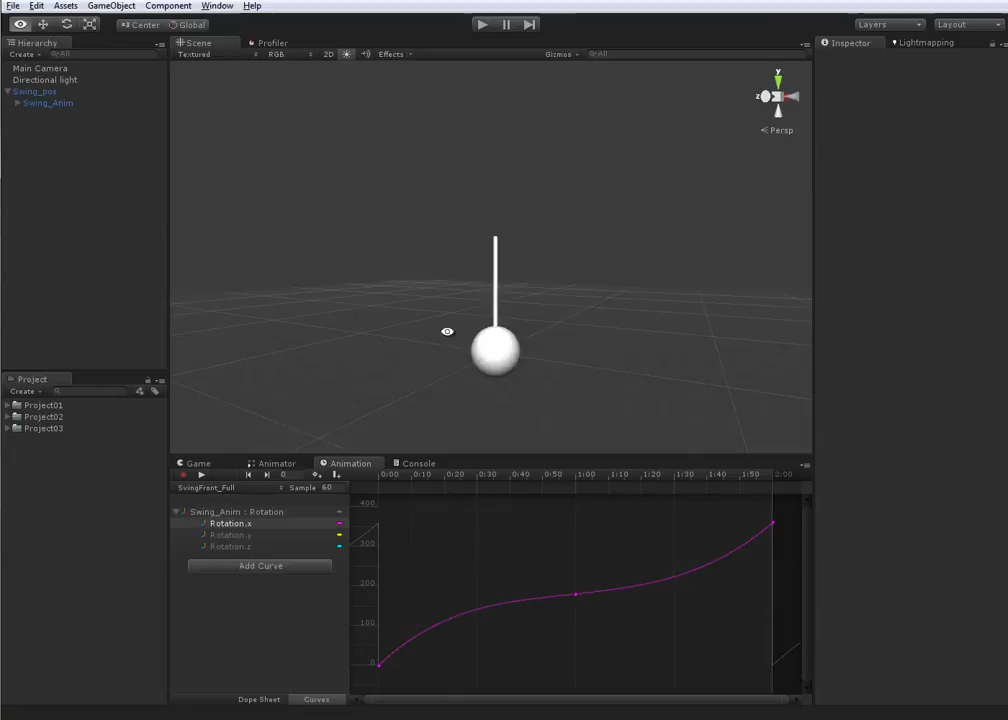 File Edit Assets GameObject Component Window Help
Center Global Layers Layout
Hierarchy Scene Profiler Inspector Lightmapping
Create All Textured RGB 2D Effects Gizmos All
Main Camera
Directional light
Swing_pos
Swing_Anim
y
z
Persp
Project
Create
Project01
Project02
Project03
Game Animator Animation Console
0 0:00 0:10 0:20 0:30 0:40 0:50 1:00 1:10 1:20 1:30 1:40 1:50 2:00
SvingFront_Full Sample 60
Swing_Anim : Rotation
Rotation.x
Rotation.y
Rotation.z
Add Curve
400
300
200
100
0
Dope Sheet Curves